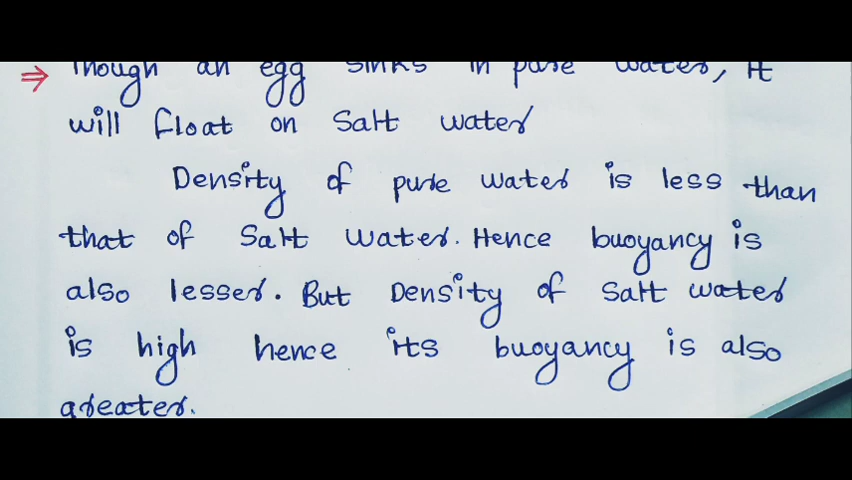 ⇒ Though an egg sinks in pure water, it
will float on Salt water
Density of pure water is less than
that of Salt water. Hence buoyancy is
also lesser. But Density of Salt water
is high hence its buoyancy is also
greater.